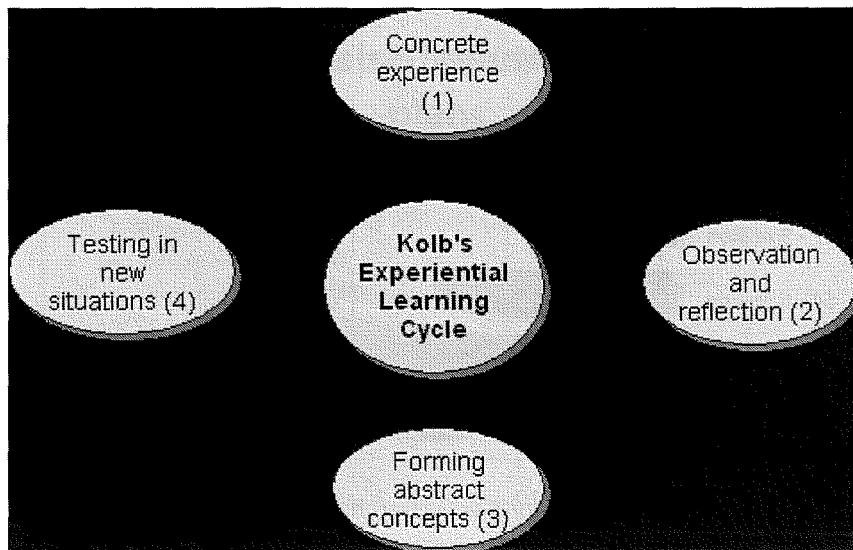 Concrete
experience
(1)
Testing in
new
situations (4)
Kolb's
Experiential
Learning
Cycle
Observation
and
reflection (2)
Forming
abstract
concepts (3)